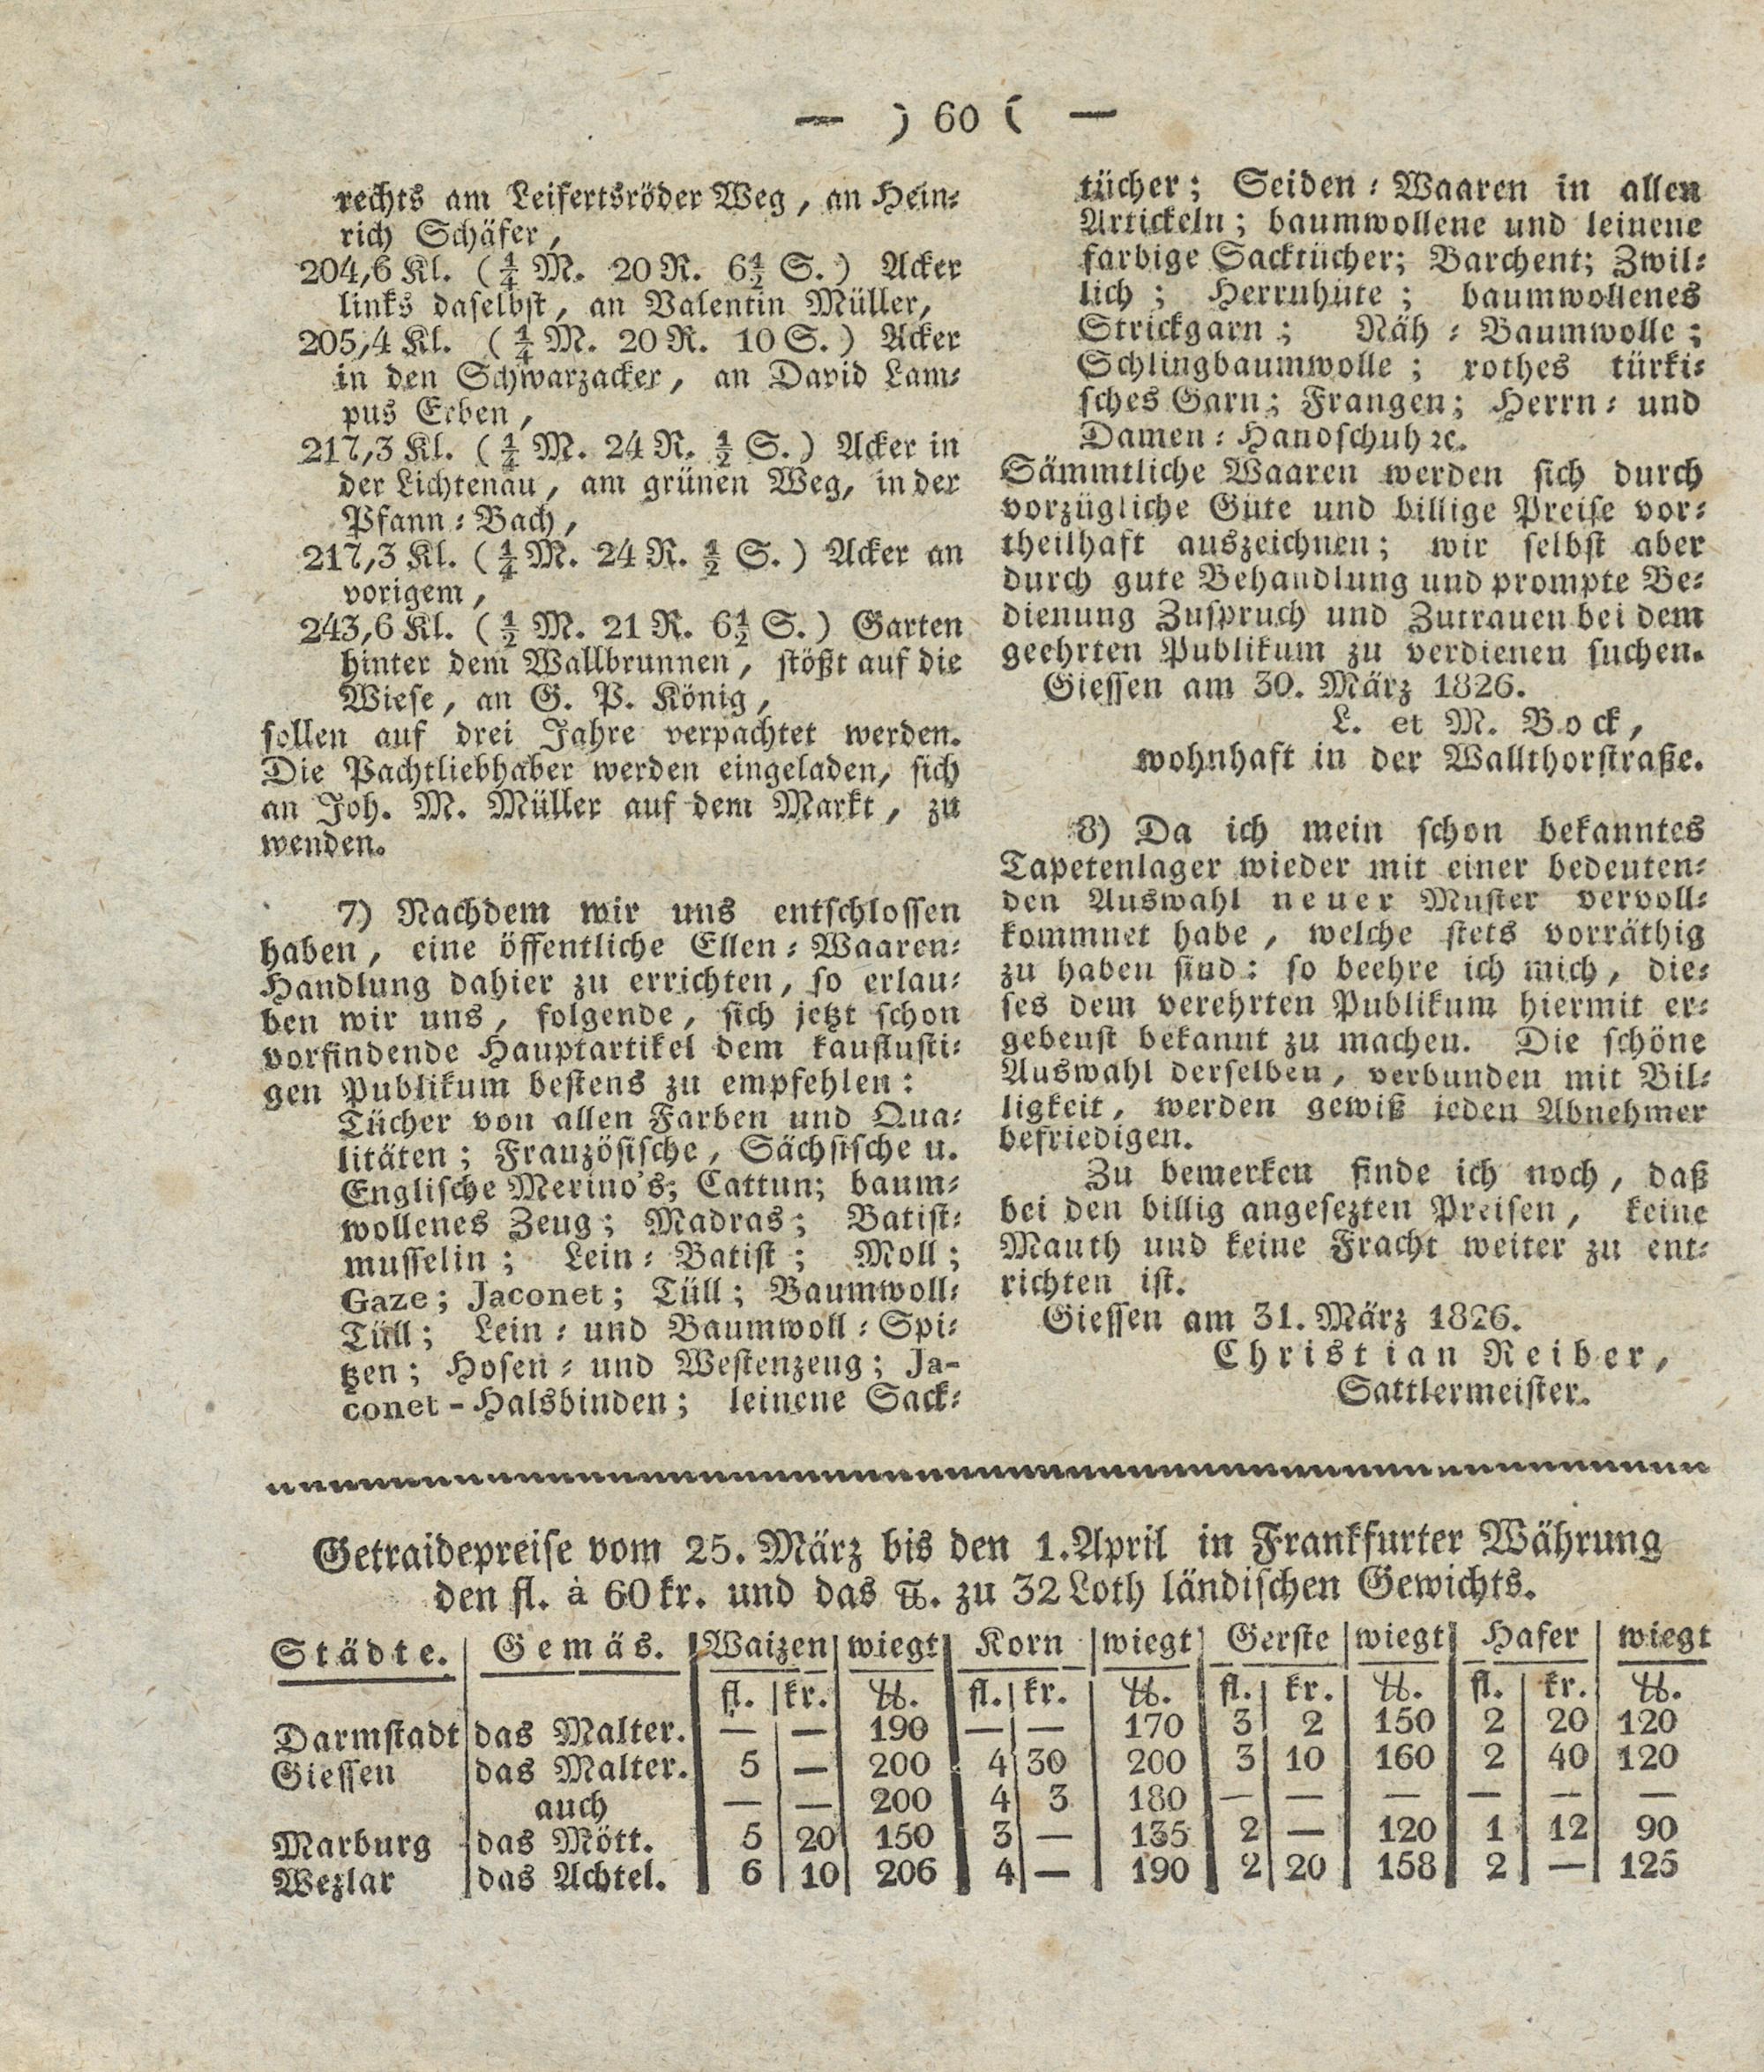 — ) 60 ( —
rechts am Leifertsröder Weg, an Hein-
rich Schäfer,
204,6 Kl. (¼ M. 20 R. 6½ S.) Acker
links daselbst, an Valentin Müller,
205,4 Kl. (¼ M. 20 R. 10 S.) Acker
in den Schwarzacker, an David Lam-
pus Erben,
217,3 Kl. (¼ M. 24 R. ½ S.) Acker in
der Lichtenau, am grünen Weg, in der
Pfann-Bach,
217,3 Kl. (¼ M. 24 R. ½ S.) Acker an
vorigem,
243,6 Kl. (½ M. 21 R. 6½ S.) Garten
hinter dem Wallbrunnen, stößt auf die
Wiese, an G. P. König,
sollen auf drei Jahre verpachtet werden.
Die Pachtliebhaber werden eingeladen, sich
an Joh. M. Müller auf dem Markt, zu
wenden.
7) Nachdem wir uns entschlossen
haben, eine öffentliche Ellen-Waaren-
Handlung dahier zu errichten, so erlau-
ben wir uns, folgende, sich jetzt schon
vorfindende Hauptartikel dem kauflusti-
gen Publikum bestens zu empfehlen:
Tücher von allen Farben und Qua-
litäten; Französische, Sächsische u.
Englische Merino's; Cattun; baum-
wollenes Zeug; Madras; Batist-
musselin; Lein-Batist; Moll;
Gaze; Jaconet; Tüll; Baumwoll-
Tüll; Lein- und Baumwoll-Spi-
tzen; Hosen- und Westenzeug; Ja-
conet-Halsbinden; leinene Sack-
tücher; Seiden-Waaren in allen
Artickeln; baumwollene und leinene
farbige Sacktücher; Barchent; Zwil-
lich; Herrnhüte; baumwollenes
Strickgarn; Näh-Baumwolle;
Schlingbaumwolle; rothes türki-
sches Garn; Frangen; Herrn- und
Damen-Handschuh ꝛc.
Sämmtliche Waaren werden sich durch
vorzügliche Güte und billige Preise vor-
theilhaft auszeichnen; wir selbst aber
durch gute Behandlung und prompte Be-
dienung Zuspruch und Zutrauen bei dem
geehrten Publikum zu verdienen suchen.
Giessen am 30. März 1826.
L. et M. Bock,
wohnhaft in der Wallthorstraße.
8) Da ich mein schon bekanntes
Tapetenlager wieder mit einer bedeuten-
den Auswahl neuer Muster vervoll-
kommnet habe, welche stets vorräthig
zu haben sind: so beehre ich mich, die-
ses dem verehrten Publikum hiermit er-
gebenst bekannt zu machen. Die schöne
Auswahl derselben, verbunden mit Bil-
ligkeit, werden gewiß jeden Abnehmer
befriedigen.
Zu bemerken finde ich noch, daß
bei den billig angesezten Preisen, keine
Mauth und keine Fracht weiter zu ent-
richten ist.
Giessen am 31. März 1826.
Christian Reiber,
Sattlermeister.
Getraidepreise vom 25. März bis den 1. April in Frankfurter Währung
den fl. à 60 kr. und das ℔. zu 32 Loth ländischen Gewichts.
Städte. Gemäs. Waizen wiegt Korn wiegt Gerste wiegt Hafer wiegt
fl. kr. ℔. fl. kr. ℔. fl. kr. ℔. fl. kr. ℔.
Darmstadt das Malter. — — 190 — — 170 3 2 150 2 20 120
Giessen das Malter. 5 — 200 4 30 200 3 10 160 2 40 120
auch — — 200 4 3 180 — — — — — —
Marburg das Mött. 5 20 150 3 — 135 2 — 120 1 12 90
Wezlar das Achtel. 6 10 206 4 — 190 2 20 158 2 — 125